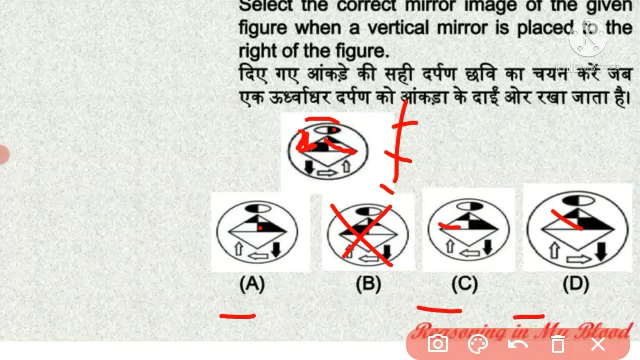 Select the correct mirror image of the given
figure when a vertical mirror is placed to the
right of the figure.
दिए गए आंकड़े की सही दर्पण छवि का चयन करें जब
एक ऊर्ध्वाधर दर्पण को आंकड़ा के दाईं ओर रखा जाता है।
(A) (B) (C) (D)
Reasoning in My Blood